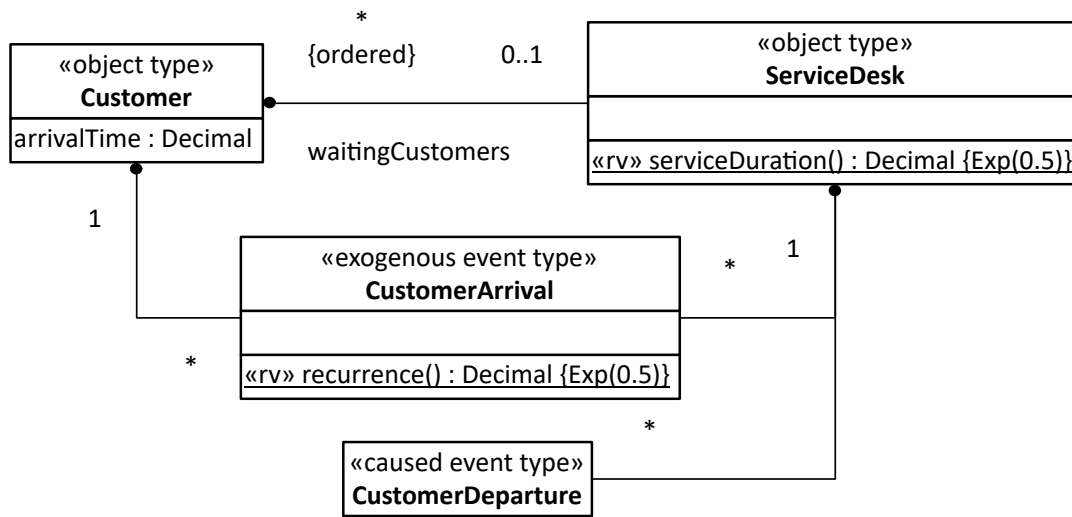 *
{ordered}
0..1
«object type»
Customer
arrivalTime : Decimal
waitingCustomers
«object type»
ServiceDesk
«rv» serviceDuration() : Decimal {Exp(0.5)}
1
*
«exogenous event type»
CustomerArrival
«rv» recurrence() : Decimal {Exp(0.5)}
*
1
*
«caused event type»
CustomerDeparture